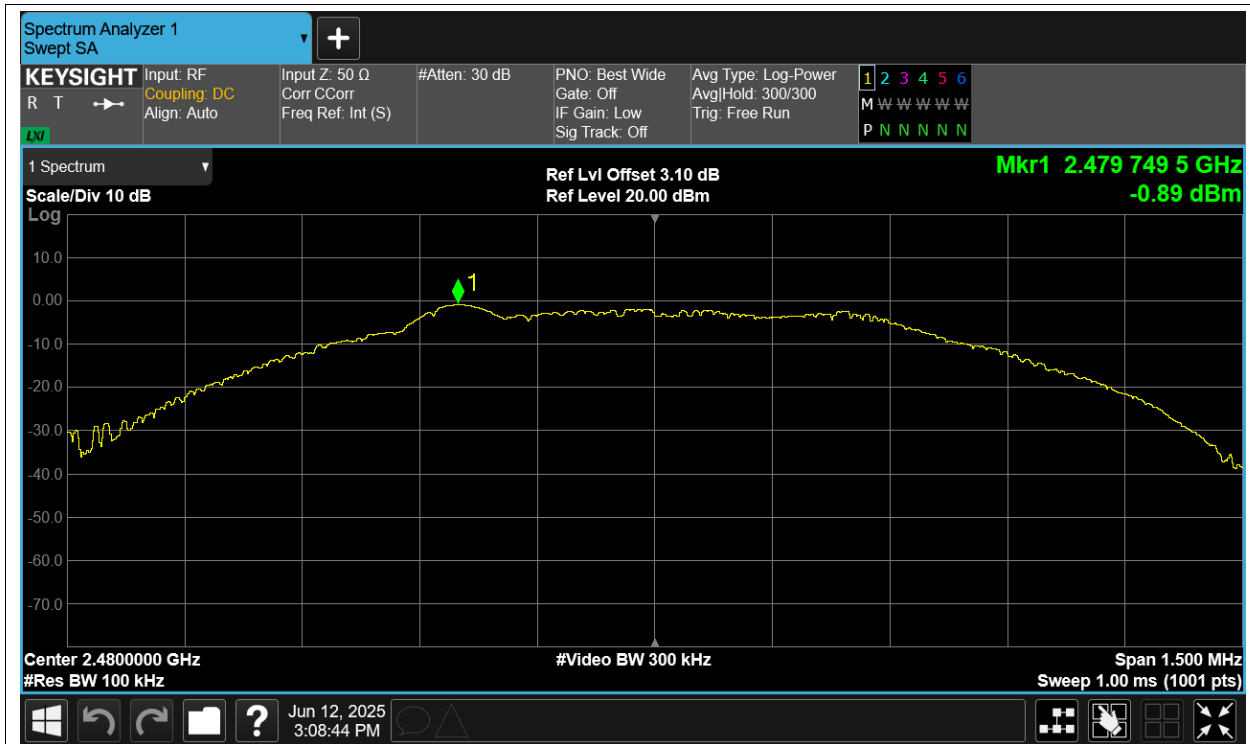 Spectrum Analyzer 1
Swept SA
KEYSIGHT
R T
LXI
Input: RF
Coupling: DC
Align: Auto
Input Z: 50 Ω
Corr CCorr
Freq Ref: Int (S)
#Atten: 30 dB
PNO: Best Wide
Gate: Off
IF Gain: Low
Sig Track: Off
Avg Type: Log-Power
Avg|Hold: 300/300
Trig: Free Run
1 2 3 4 5 6
M W W W W W
P N N N N N
1 Spectrum
Scale/Div 10 dB
Log
Ref Lvl Offset 3.10 dB
Ref Level 20.00 dBm
Mkr1 2.479 749 5 GHz
-0.89 dBm
10.0
0.00
-10.0
-20.0
-30.0
-40.0
-50.0
-60.0
-70.0
1
Center 2.4800000 GHz
#Res BW 100 kHz
#Video BW 300 kHz
Span 1.500 MHz
Sweep 1.00 ms (1001 pts)
?
Jun 12, 2025
3:08:44 PM